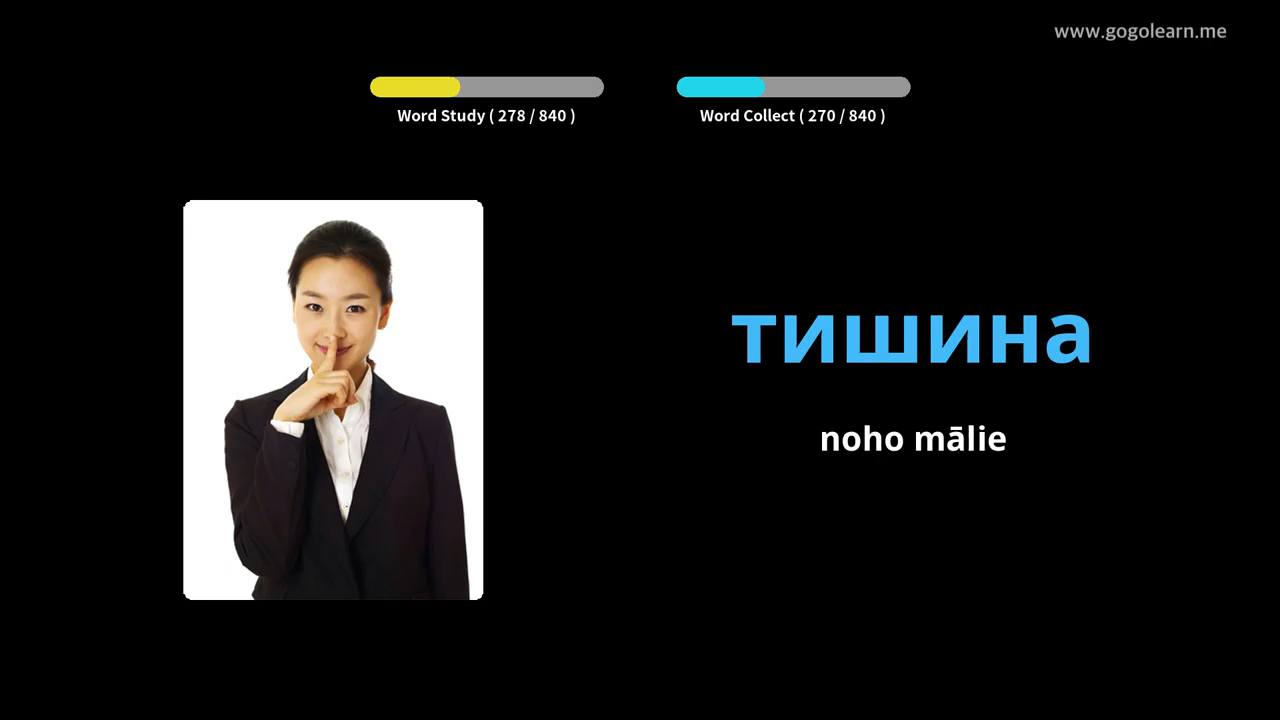 www.gogolearn.me
Word Study ( 278 / 840 )
Word Collect ( 270 / 840 )
тишина
noho mālie